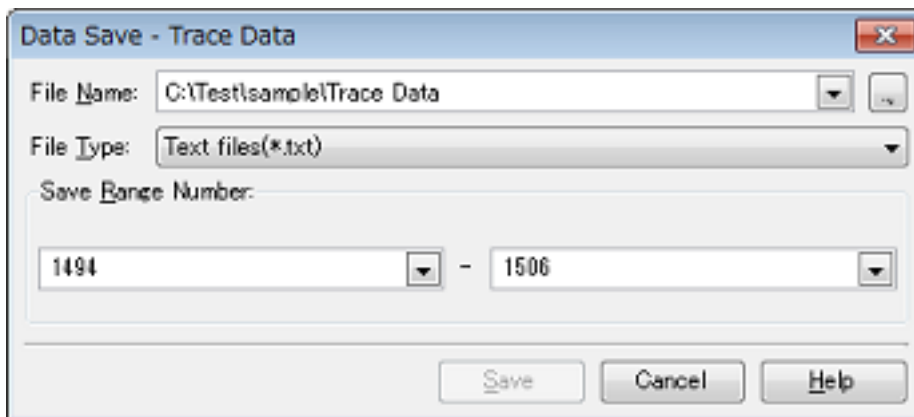 Data Save - Trace Data
File Name: C:\Test\sample\Trace Data ...
File Type: Text files(*.txt)
Save Range Number:
1494 - 1506
Save Cancel Help